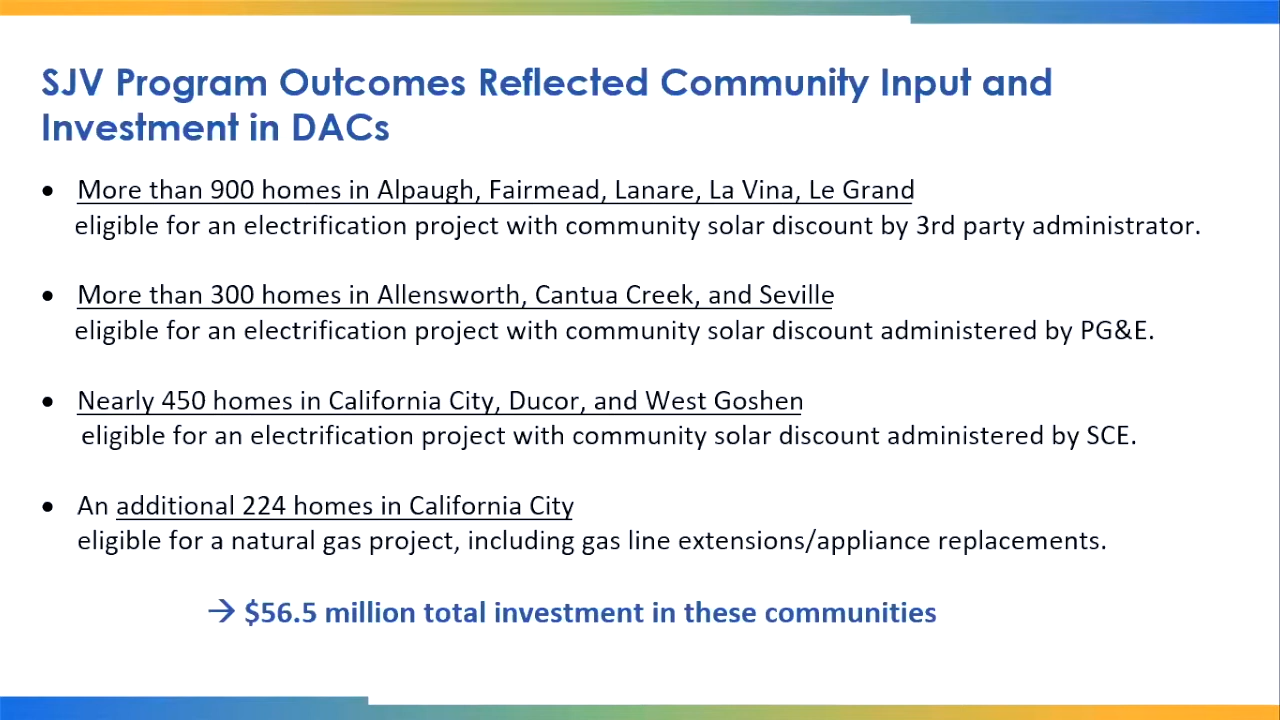 SJV Program Outcomes Reflected Community Input and
Investment in DACs
• More than 900 homes in Alpaugh, Fairmead, Lanare, La Vina, Le Grand
eligible for an electrification project with community solar discount by 3rd party administrator.
• More than 300 homes in Allensworth, Cantua Creek, and Seville
eligible for an electrification project with community solar discount administered by PG&E.
• Nearly 450 homes in California City, Ducor, and West Goshen
eligible for an electrification project with community solar discount administered by SCE.
• An additional 224 homes in California City
eligible for a natural gas project, including gas line extensions/appliance replacements.
→ $56.5 million total investment in these communities